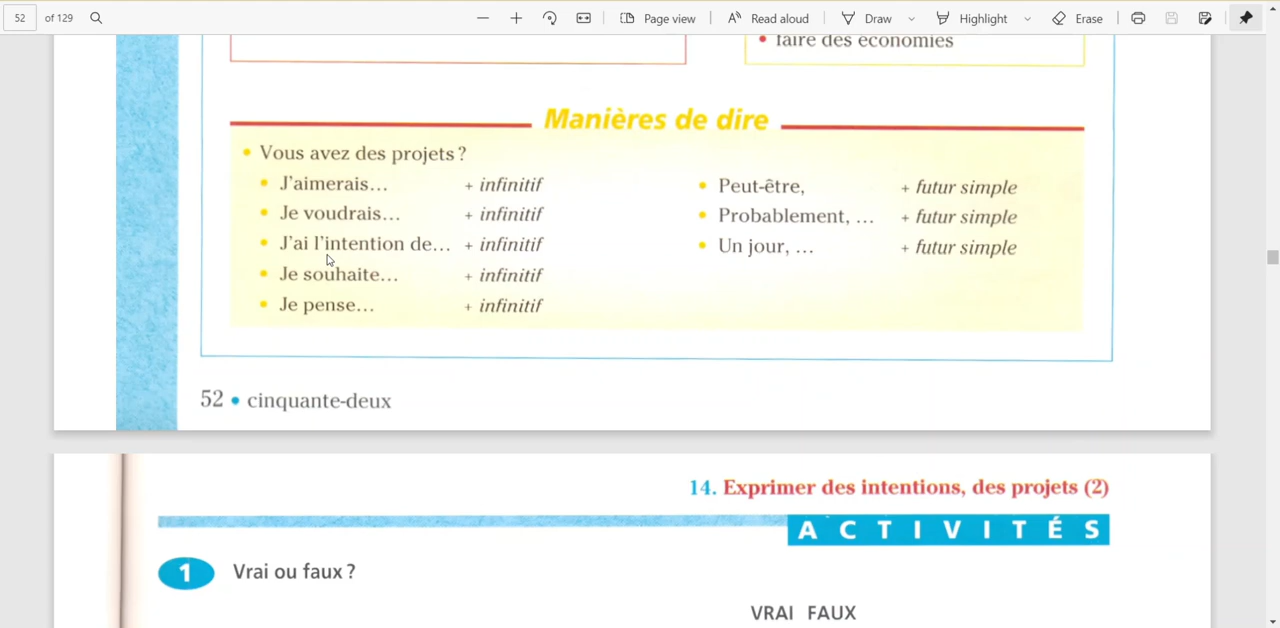 52 of 129 Page view Read aloud Draw Highlight Erase
faire des économies
Manières de dire
• Vous avez des projets ?
• J'aimerais... + infinitif
• Je voudrais... + infinitif
• J'ai l'intention de... + infinitif
• Je souhaite... + infinitif
• Je pense... + infinitif
• Peut-être, + futur simple
• Probablement, ... + futur simple
• Un jour, ... + futur simple
52 • cinquante-deux
14. Exprimer des intentions, des projets (2)
ACTIVITÉS
1 Vrai ou faux ?
VRAI FAUX